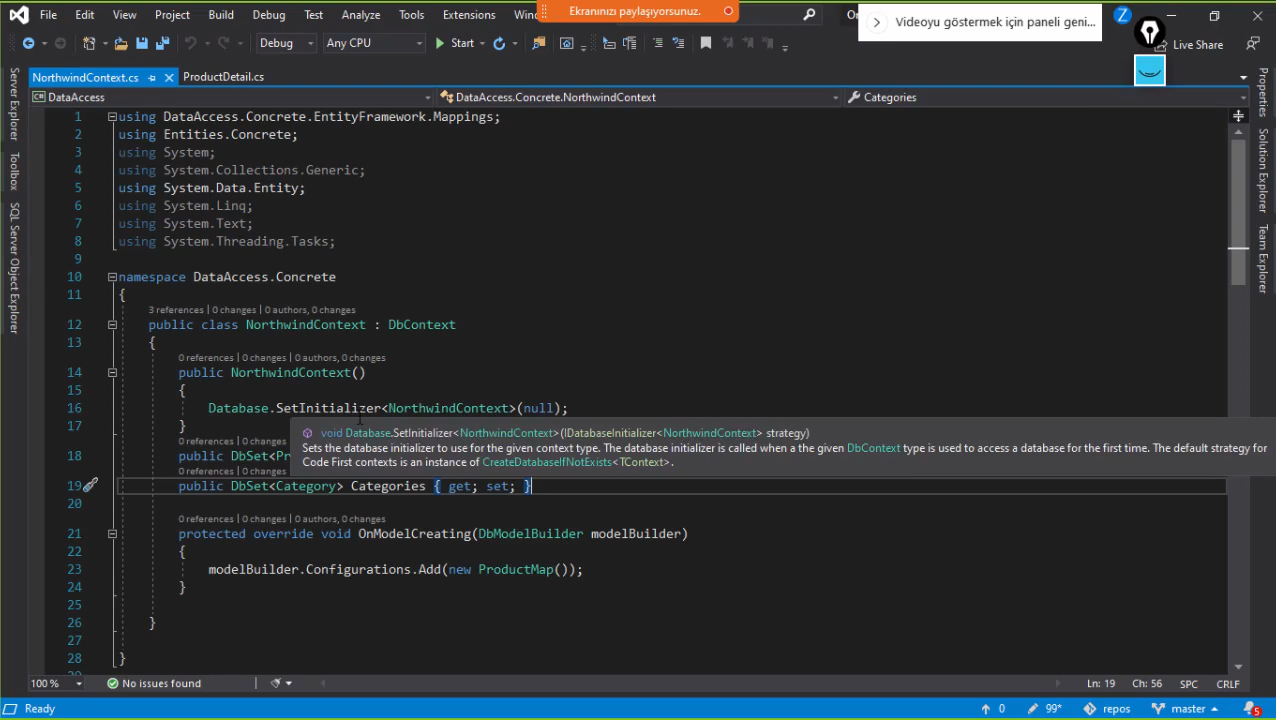 File Edit View Project Build Debug Test Analyze Tools Extensions
Ekranınızı paylaşıyorsunuz.
Videoyu göstermek için paneli geni...
Debug Any CPU Start Live Share
NorthwindContext.cs ProductDetail.cs
DataAccess DataAccess.Concrete.NorthwindContext Categories
Server Explorer
Toolbox
SQL Server Object Explorer
Properties
Solution Explorer
Team Explorer
1 using DataAccess.Concrete.EntityFramework.Mappings;
2 using Entities.Concrete;
3 using System;
4 using System.Collections.Generic;
5 using System.Data.Entity;
6 using System.Linq;
7 using System.Text;
8 using System.Threading.Tasks;
9
10 namespace DataAccess.Concrete
11 {
3 references | 0 changes | 0 authors, 0 changes
12 public class NorthwindContext : DbContext
13 {
0 references | 0 changes | 0 authors, 0 changes
14 public NorthwindContext()
15 {
16 Database.SetInitializer<NorthwindContext>(null);
17 }
void Database.SetInitializer<NorthwindContext>(IDatabaseInitializer<NorthwindContext> strategy)
Sets the database initializer to use for the given context type. The database initializer is called when a the given DbContext type is used to access a database for the first time. The default strategy for
Code First contexts is an instance of CreateDatabaseIfNotExists<TContext>.
0 references | 0 changes
18 public DbSet<Pr
0 references | 0 changes | 0 authors, 0 changes
19 public DbSet<Category> Categories { get; set; }
20
0 references | 0 changes | 0 authors, 0 changes
21 protected override void OnModelCreating(DbModelBuilder modelBuilder)
22 {
23 modelBuilder.Configurations.Add(new ProductMap());
24 }
25
26 }
27
28 }
100 % No issues found Ln: 19 Ch: 56 SPC CRLF
Ready 0 99* repos master 5